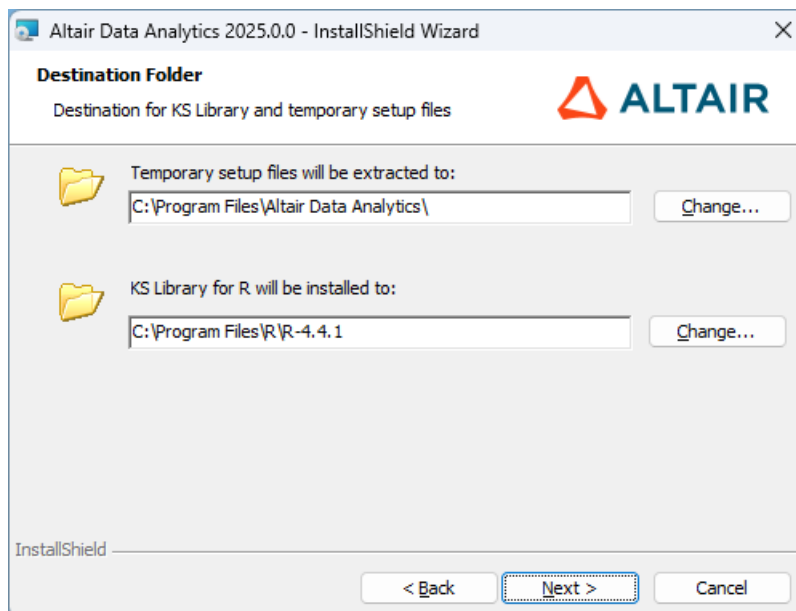 Altair Data Analytics 2025.0.0 - InstallShield Wizard
Destination Folder
Destination for KS Library and temporary setup files
ALTAIR
Temporary setup files will be extracted to:
C:\Program Files\Altair Data Analytics\
Change...
KS Library for R will be installed to:
C:\Program Files\R\R-4.4.1
Change...
InstallShield
< Back
Next >
Cancel